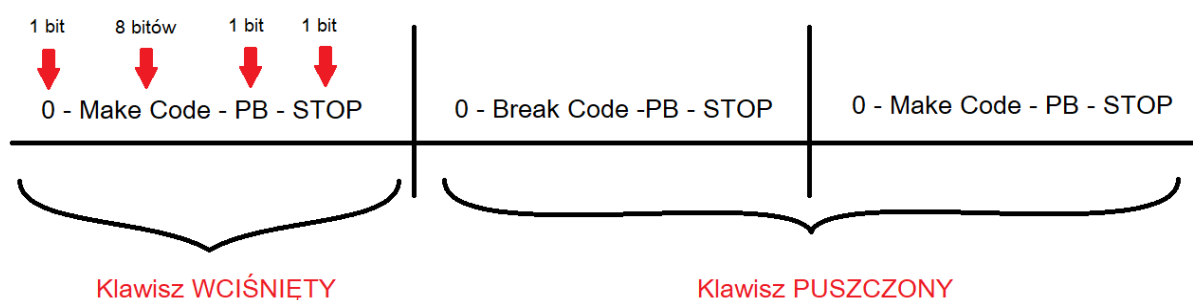 1 bit 8 bitów 1 bit 1 bit
0 - Make Code - PB - STOP
0 - Break Code -PB - STOP
0 - Make Code - PB - STOP
Klawisz WCIŚNIĘTY
Klawisz PUSZCZONY